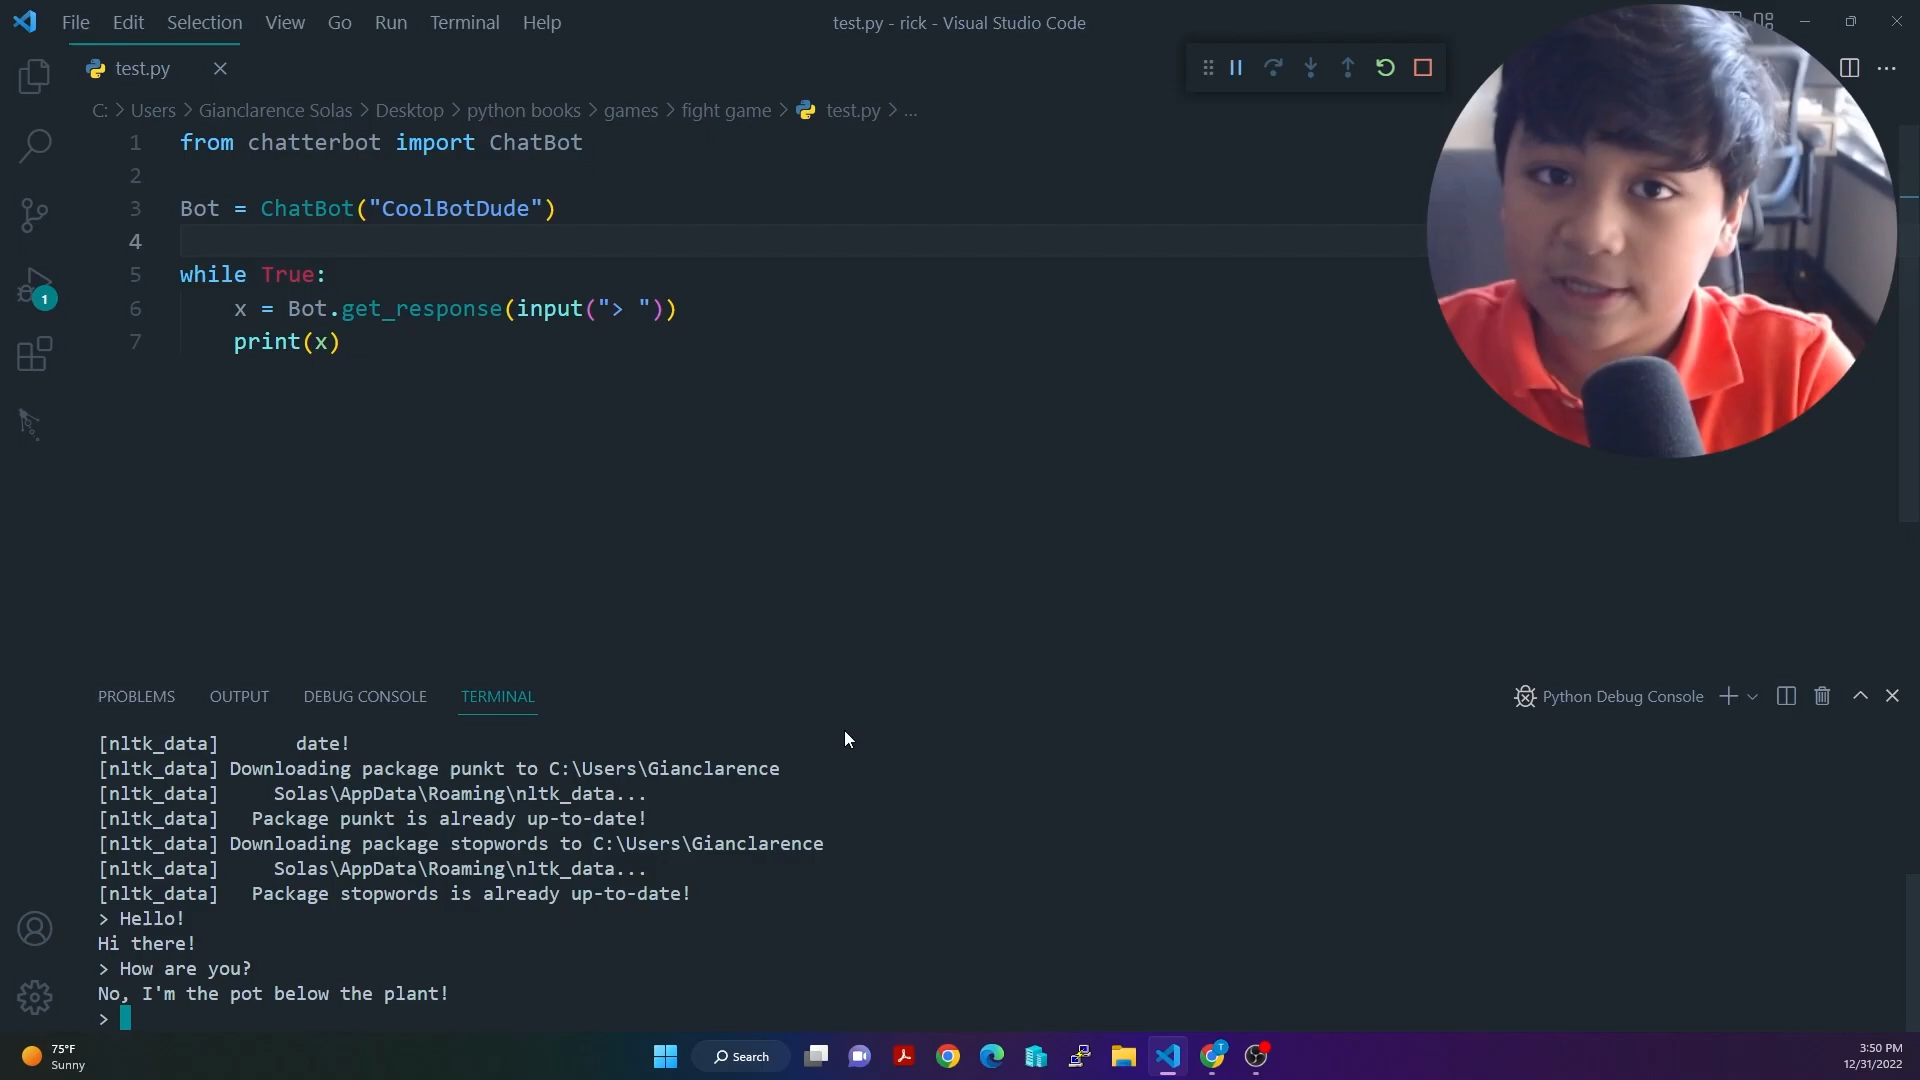 File Edit Selection View Go Run Terminal Help
test.py - rick - Visual Studio Code
test.py
C: > Users > Gianclarence Solas > Desktop > python books > games > fight game > test.py > ...
1 from chatterbot import ChatBot
2
3 Bot = ChatBot("CoolBotDude")
4
5 while True:
6 x = Bot.get_response(input("> "))
7 print(x)
1
PROBLEMS OUTPUT DEBUG CONSOLE TERMINAL
Python Debug Console
[nltk_data] date!
[nltk_data] Downloading package punkt to C:\Users\Gianclarence
[nltk_data] Solas\AppData\Roaming\nltk_data...
[nltk_data] Package punkt is already up-to-date!
[nltk_data] Downloading package stopwords to C:\Users\Gianclarence
[nltk_data] Solas\AppData\Roaming\nltk_data...
[nltk_data] Package stopwords is already up-to-date!
> Hello!
Hi there!
> How are you?
No, I'm the pot below the plant!
>
75°F
Sunny
Search
T
3:50 PM
12/31/2022